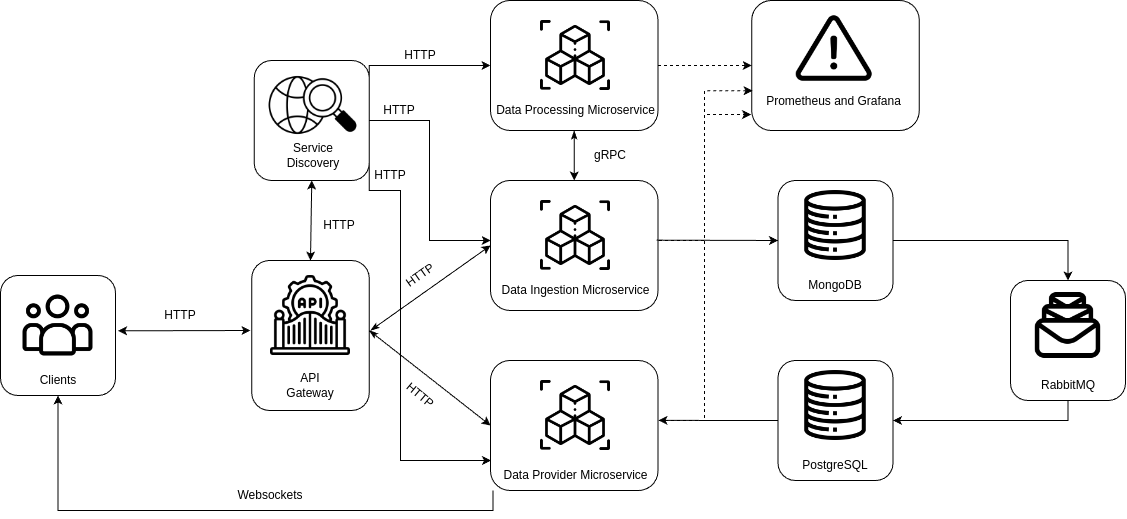 HTTP
Data Processing Microservice
Prometheus and Grafana
HTTP
Service
Discovery
gRPC
HTTP
HTTP
API
API
Gateway
HTTP
Clients
HTTP
Data Ingestion Microservice
MongoDB
RabbitMQ
HTTP
Data Provider Microservice
PostgreSQL
Websockets